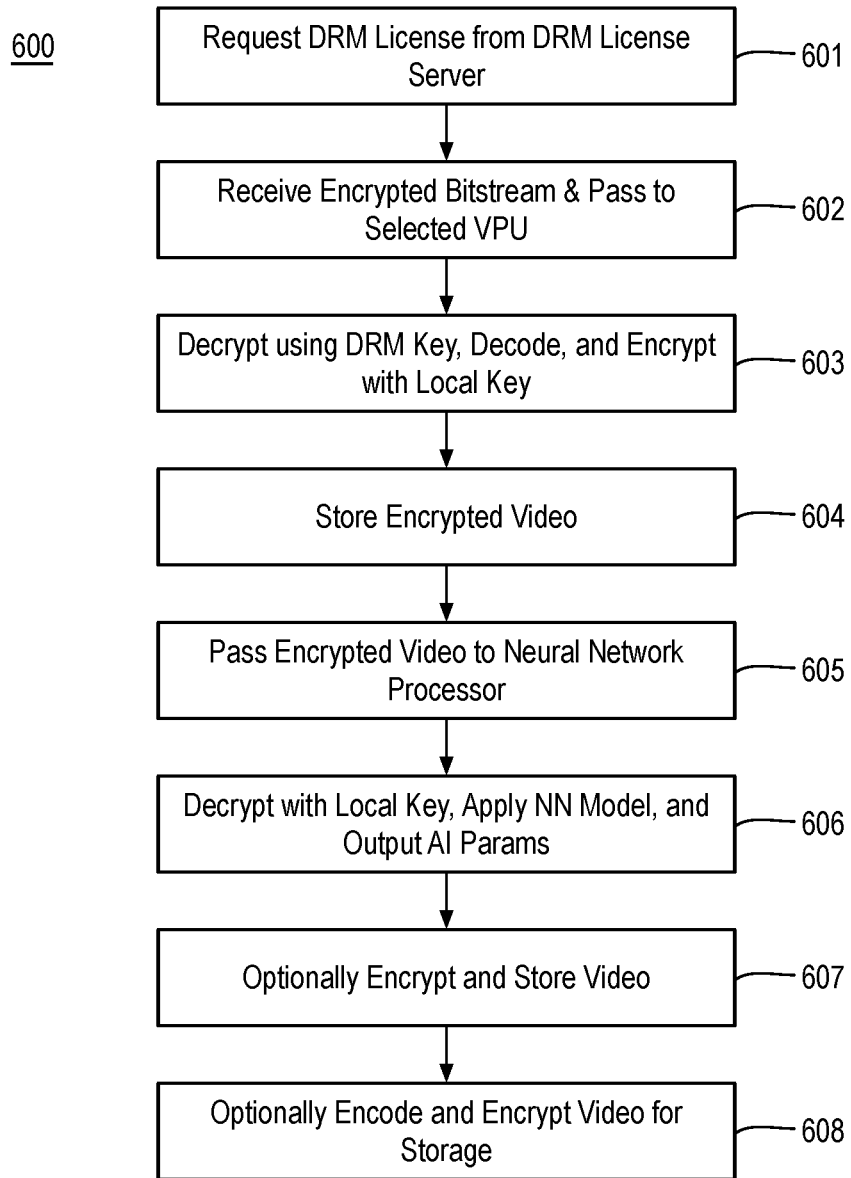 600
Request DRM License from DRM License
Server
601
Receive Encrypted Bitstream & Pass to
Selected VPU
602
Decrypt using DRM Key, Decode, and Encrypt
with Local Key
603
Store Encrypted Video
604
Pass Encrypted Video to Neural Network
Processor
605
Decrypt with Local Key, Apply NN Model, and
Output AI Params
606
Optionally Encrypt and Store Video
607
Optionally Encode and Encrypt Video for
Storage
608